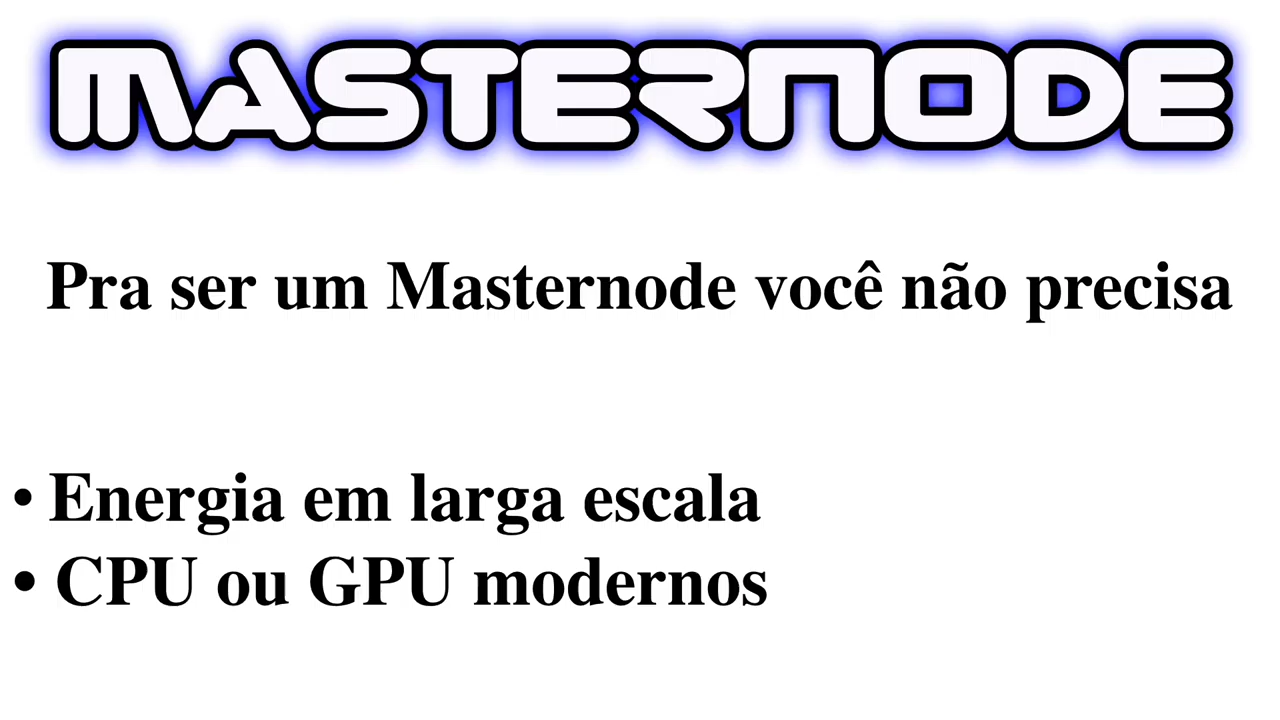 MASTERNODE
Pra ser um Masternode você não precisa
• Energia em larga escala
• CPU ou GPU modernos